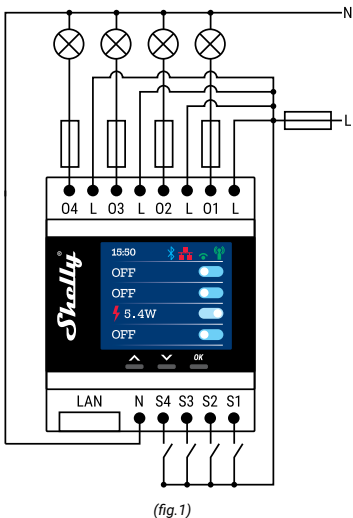 N
L
O4 L O3 L O2 L O1 L
Shelly®
15:50
OFF
OFF
5.4W
OFF
OK
LAN N S4 S3 S2 S1
(fig.1)